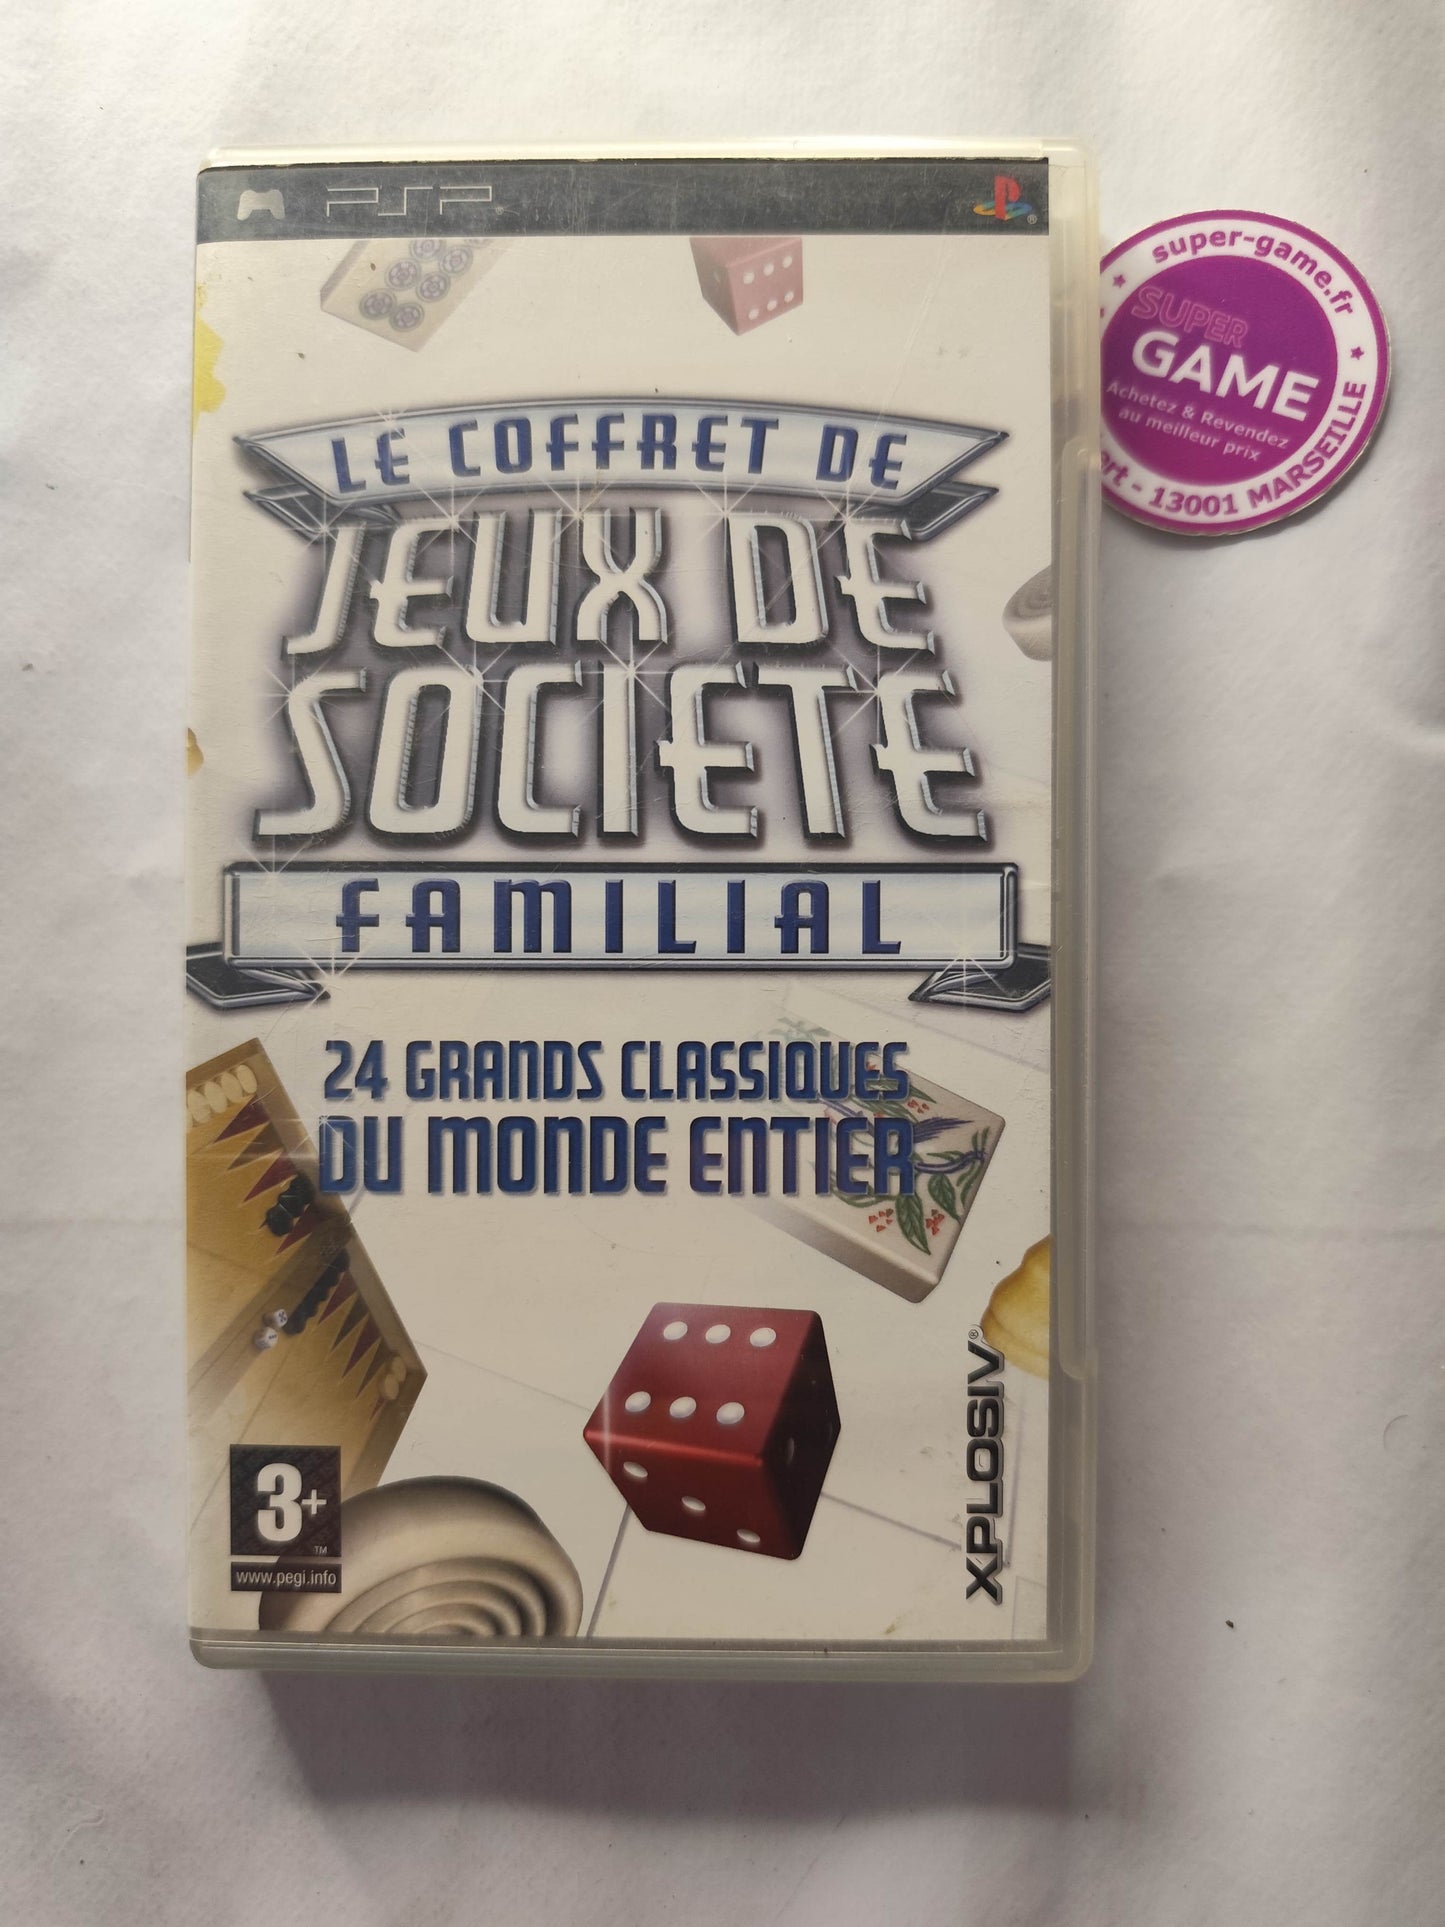 PSP
super-game.fr
SUPER
GAME
Achetez & Revendez
au meilleur prix
13001 MARSEILLE
LE COFFRET DE
JEUX DE
SOCIETE
FAMILIAL
24 GRANDS CLASSIQUES
DU MONDE ENTIER
XPLOSIV®
3+
TM
www.pegi.info